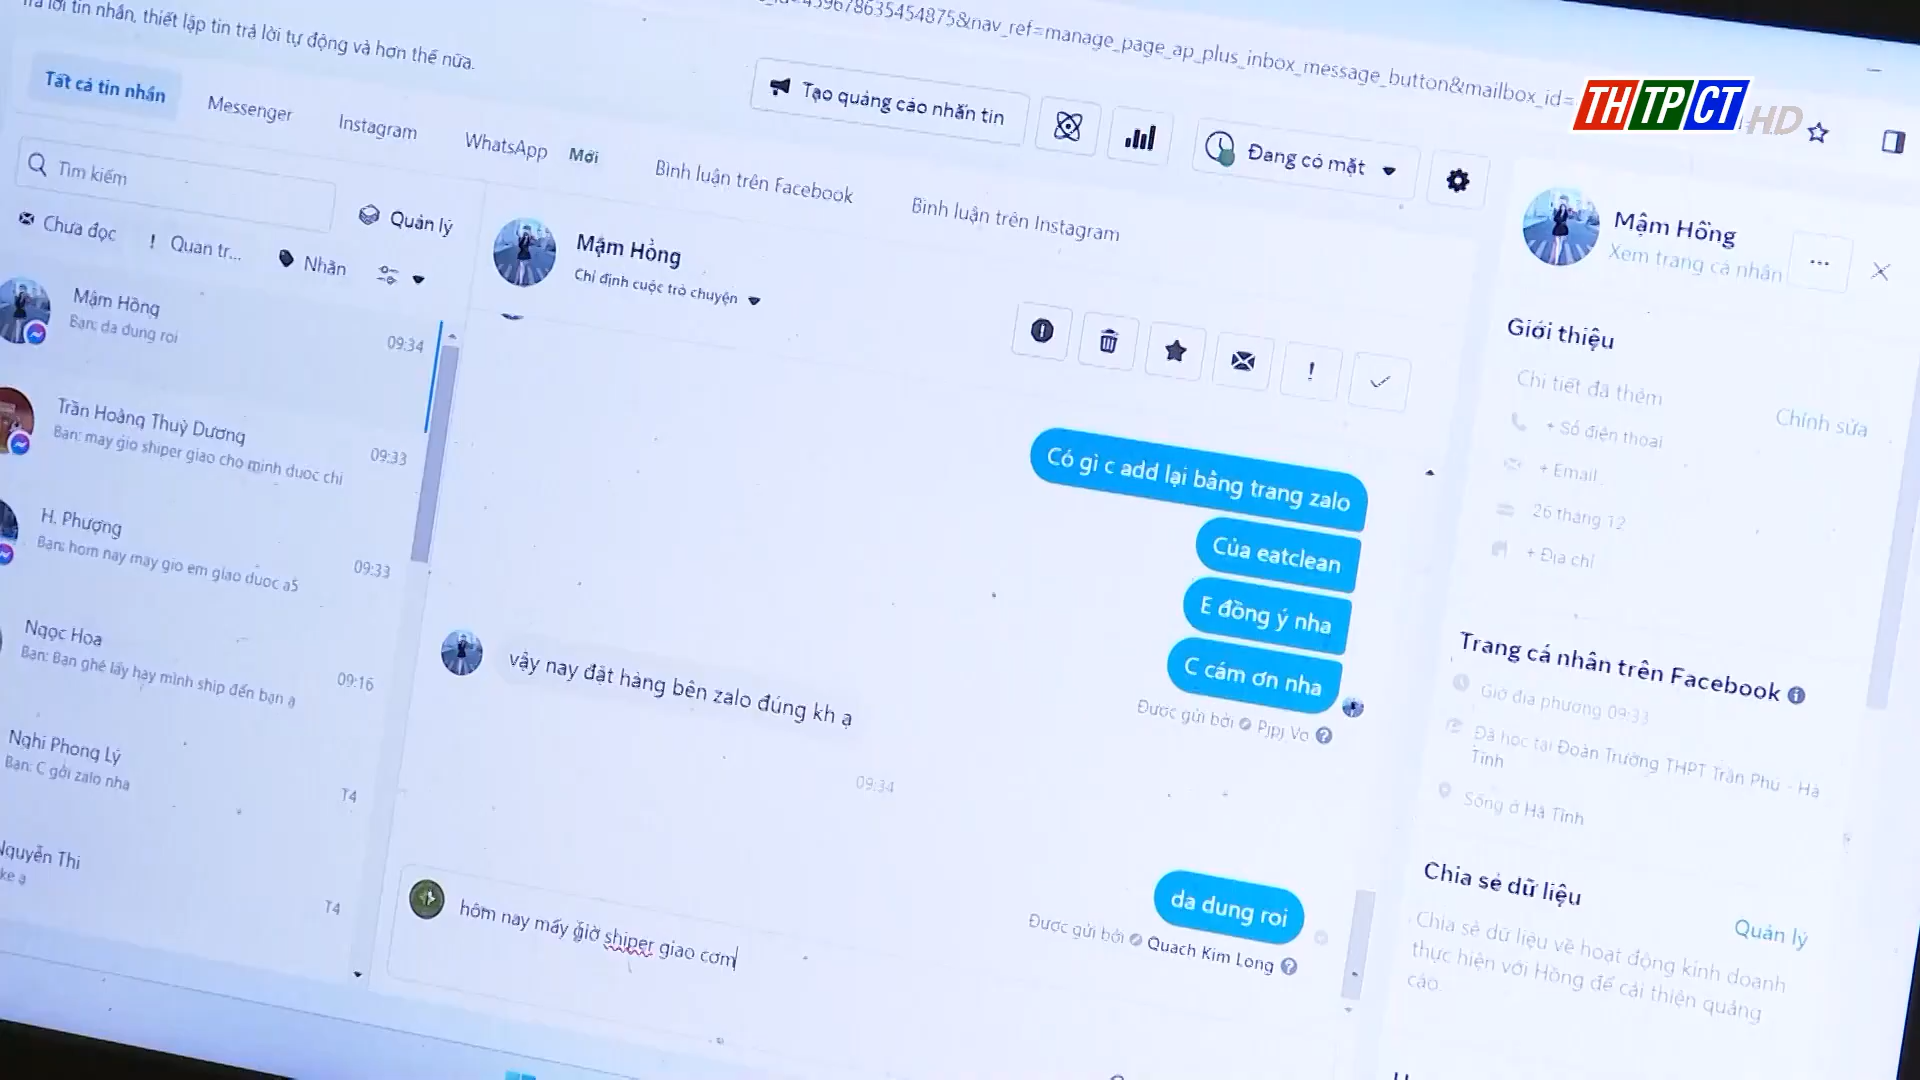 lời tin nhắn, thiết lập tin trả lời tự động và hơn thế nữa.
459678635454875&nav_ref=manage_page_ap_plus_inbox_message_button&mailbox_id=
THTPCT HD
Tất cả tin nhắn
Messenger
Instagram
WhatsApp Mới
Bình luận trên Facebook
Bình luận trên Instagram
Tạo quảng cáo nhắn tin
Đang có mặt
Tìm kiếm
Quản lý
Chưa đọc
! Quan tr...
Nhãn
Mậm Hồng
Bạn: da dung roi
09:34
Trần Hoàng Thuỳ Dương
Bạn: may gio shiper giao cho minh duoc chi
09:33
H. Phượng
Bạn: hom nay may gio em giao duoc a5
09:33
Ngọc Hoa
Bạn: Bạn ghé lấy hay mình ship đến bạn ạ
09:16
Nghi Phong Lý
Bạn: C gởi zalo nha
T4
Nguyễn Thi
ke ạ
T4
Mậm Hồng
Chỉ định cuộc trò chuyện
Có gì c add lại bằng trang zalo
Của eatclean
E đồng ý nha
C cám ơn nha
Được gửi bởi Pjpj Vo
vậy nay đặt hàng bên zalo đúng kh ạ
09:34
da dung roi
Được gửi bởi Quach Kim Long
hôm nay mấy giờ shiper giao cơm
Mậm Hồng
Xem trang cá nhân
...
Giới thiệu
Chi tiết đã thêm
Chỉnh sửa
+ Số điện thoại
+ Email
26 tháng 12
+ Địa chỉ
Trang cá nhân trên Facebook
Giờ địa phương 09:33
Đã học tại Đoàn Trường THPT Trần Phú - Hà
Tĩnh
Sống ở Hà Tĩnh
Chia sẻ dữ liệu
Quản lý
Chia sẻ dữ liệu về hoạt động kinh doanh
thực hiện với Hồng để cải thiện quảng
cáo.